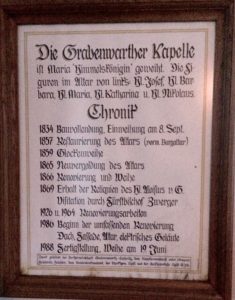 Die Grabenwarther Kapelle
ist Maria "Himmelskönigin" geweiht. Die Fi-
guren im Altar von links: Hl. Josef, Hl. Bar-
bara, Hl. Maria, Hl. Katharina u. Hl. Nikolaus.
Chronik
1834 Bauvollendung, Einweihung am 8. Sept.
1857 Restaurierung des Altars
1859 Glockenweihe
1865 Neuvergoldung des Altars
1866 Renovierung und Weihe
1869 Erhalt der Reliquien des Hl. Aloisius v. G.
Visitation durch Fürstbischof Zwerger
1926 u. 1964 Renovierungsarbeiten
1986 Beginn der umfassenden Renovierung
Dach, Fassade, Altar, elektrisches Geläute
1988 Fertigstellung, Weihe am 19. Juni